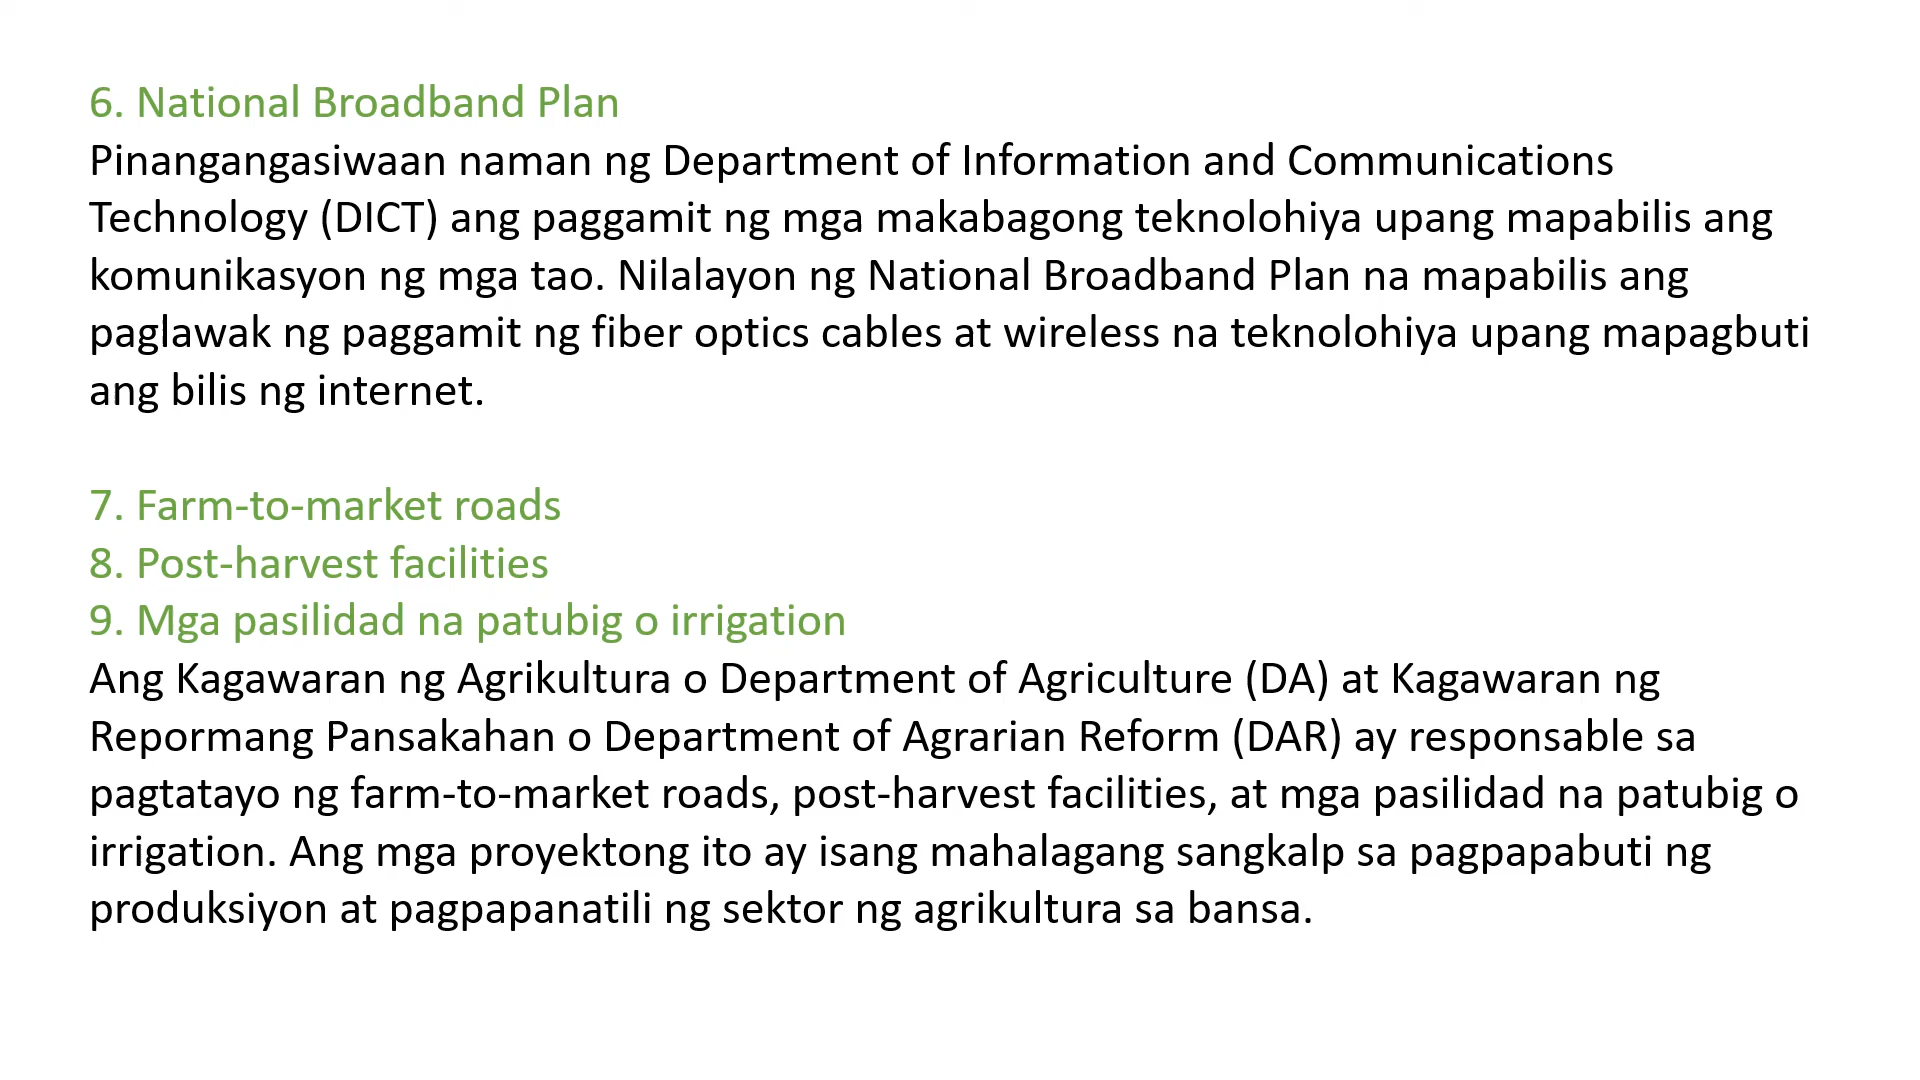 6. National Broadband Plan
Pinangangasiwaan naman ng Department of Information and Communications
Technology (DICT) ang paggamit ng mga makabagong teknolohiya upang mapabilis ang
komunikasyon ng mga tao. Nilalayon ng National Broadband Plan na mapabilis ang
paglawak ng paggamit ng fiber optics cables at wireless na teknolohiya upang mapagbuti
ang bilis ng internet.
7. Farm-to-market roads
8. Post-harvest facilities
9. Mga pasilidad na patubig o irrigation
Ang Kagawaran ng Agrikultura o Department of Agriculture (DA) at Kagawaran ng
Repormang Pansakahan o Department of Agrarian Reform (DAR) ay responsable sa
pagtatayo ng farm-to-market roads, post-harvest facilities, at mga pasilidad na patubig o
irrigation. Ang mga proyektong ito ay isang mahalagang sangkalp sa pagpapabuti ng
produksiyon at pagpapanatili ng sektor ng agrikultura sa bansa.